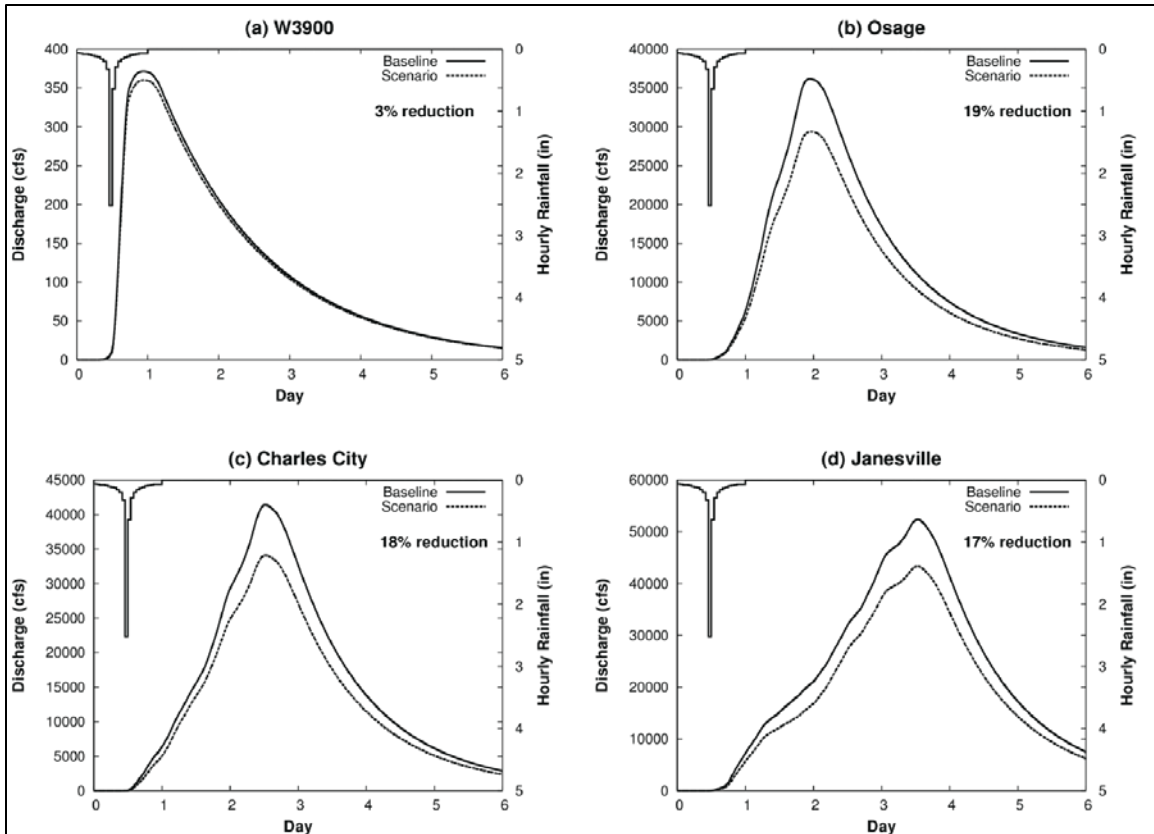 (a) W3900
400
350
300
250
200
150
100
50
0
Discharge (cfs)
0
1
2
3
4
5
Hourly Rainfall (in)
Baseline
Scenario
3% reduction
0 1 2 3 4 5 6
Day
(b) Osage
40000
35000
30000
25000
20000
15000
10000
5000
0
Discharge (cfs)
0
1
2
3
4
5
Hourly Rainfall (in)
Baseline
Scenario
19% reduction
0 1 2 3 4 5 6
Day
(c) Charles City
45000
40000
35000
30000
25000
20000
15000
10000
5000
0
Discharge (cfs)
0
1
2
3
4
5
Hourly Rainfall (in)
Baseline
Scenario
18% reduction
0 1 2 3 4 5 6
Day
(d) Janesville
60000
50000
40000
30000
20000
10000
0
Discharge (cfs)
0
1
2
3
4
5
Hourly Rainfall (in)
Baseline
Scenario
17% reduction
0 1 2 3 4 5 6
Day